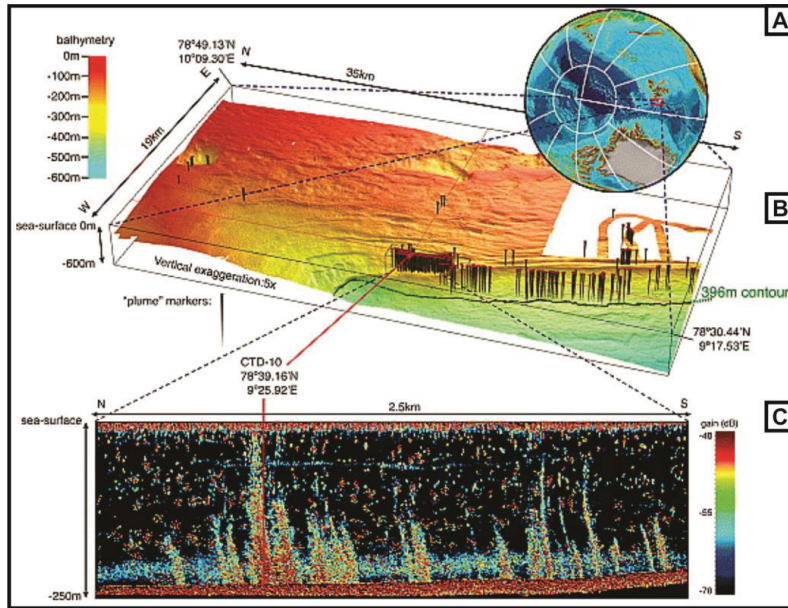 A
bathymetry
0m
-100m
-200m
-300m
-400m
-500m
-600m
78°49.13'N
10°09.30'E
N
E
35km
S
19km
W
B
sea-surface 0m
-600m
Vertical exaggeration:5x
"plume" markers:
396m contour
78°30.44'N
9°17.53'E
CTD-10
78°39.16'N
9°25.92'E
N
2.5km
S
C
sea-surface
-250m
gain (dB)
-40
-55
-70